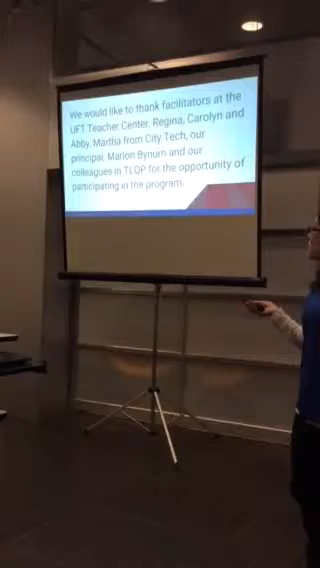 We would like to thank facilitators at the
UFT Teacher Center, Regina, Carolyn and
Abby, Martha from City Tech, our
principal, Marlon Bynum and our
colleagues in TLQP for the opportunity of
participating in the program.